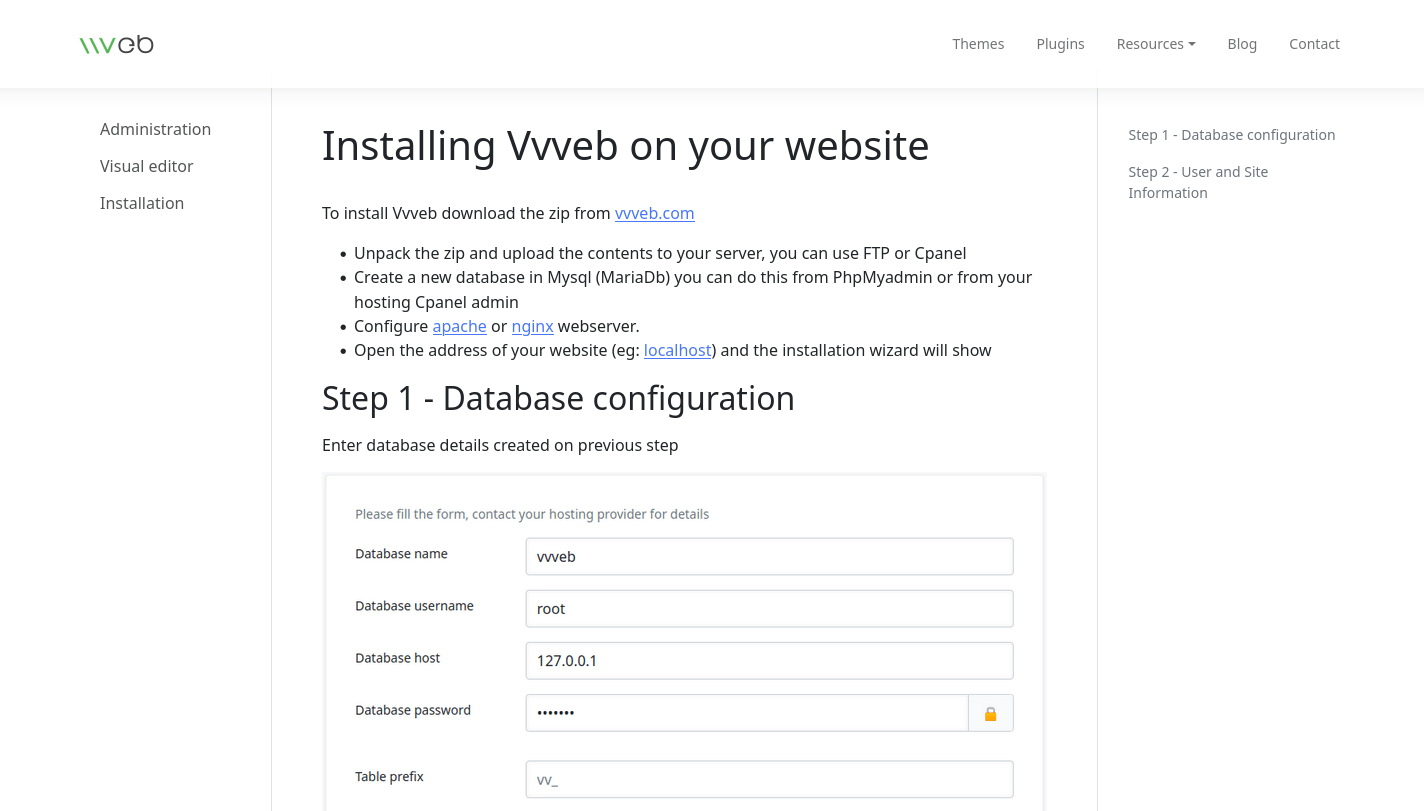 vvveb
Themes
Plugins
Resources
Blog
Contact
Administration
Visual editor
Installation
Installing Vvveb on your website
To install Vvveb download the zip from vvveb.com
• Unpack the zip and upload the contents to your server, you can use FTP or Cpanel
• Create a new database in Mysql (MariaDb) you can do this from PhpMyadmin or from your
hosting Cpanel admin
• Configure apache or nginx webserver.
• Open the address of your website (eg: localhost) and the installation wizard will show
Step 1 - Database configuration
Enter database details created on previous step
Please fill the form, contact your hosting provider for details
Database name
vvveb
Database username
root
Database host
127.0.0.1
Database password
•••••••
Table prefix
vv_
Step 1 - Database configuration
Step 2 - User and Site
Information